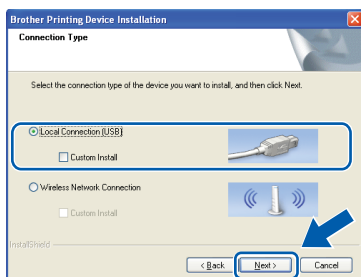 Brother Printing Device Installation
Connection Type
Select the connection type of the device you want to install, and then click Next.
Local Connection (USB)
Custom Install
Wireless Network Connection
Custom Install
InstallShield
< Back Next > Cancel